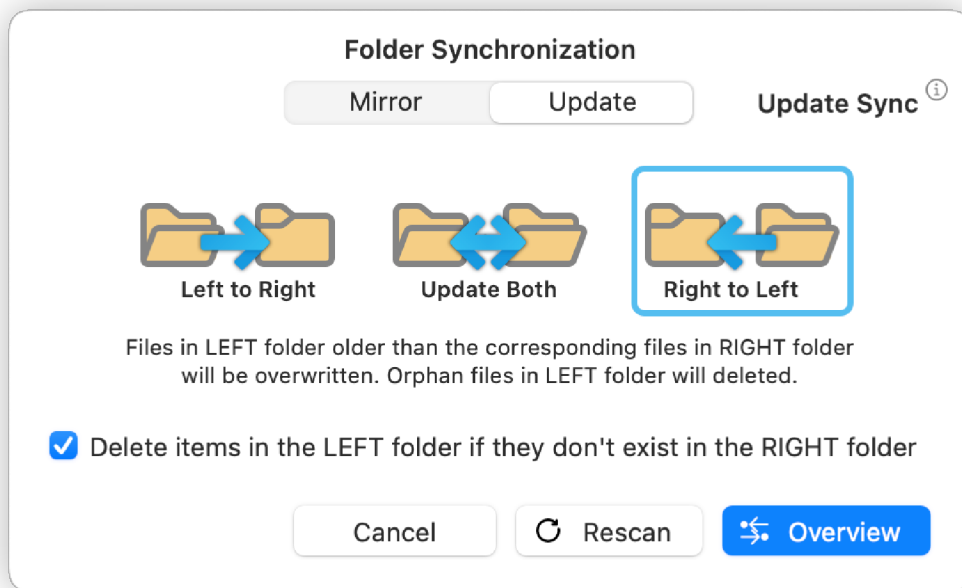 Folder Synchronization
Mirror
Update
Update Sync
Left to Right
Update Both
Right to Left
Files in LEFT folder older than the corresponding files in RIGHT folder
will be overwritten. Orphan files in LEFT folder will deleted.
Delete items in the LEFT folder if they don't exist in the RIGHT folder
Cancel
Rescan
Overview